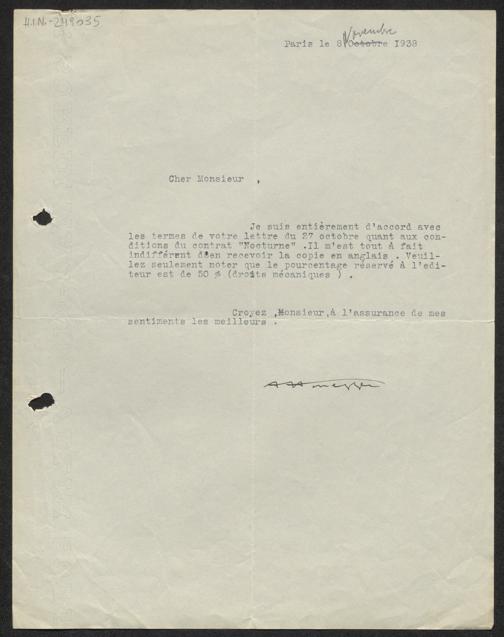 H.I.N.-249035
Novembre
Paris le 8 Octobre 1938
Cher Monsieur ,
Je suis entièrement d'accord avec
les termes de votre lettre du 27 octobre quant aux con-
ditions du contrat "Nocturne" .Il m'est tout à fait
indifférent d'en recevoir la copie en anglais . Veuil-
lez seulement noter que le pourcentage réservé à l'edi-
teur est de 50 % (droits mécaniques ) .
Croyez ,Monsieur,à l'assurance de mes
sentiments les meilleurs .
AHonegger